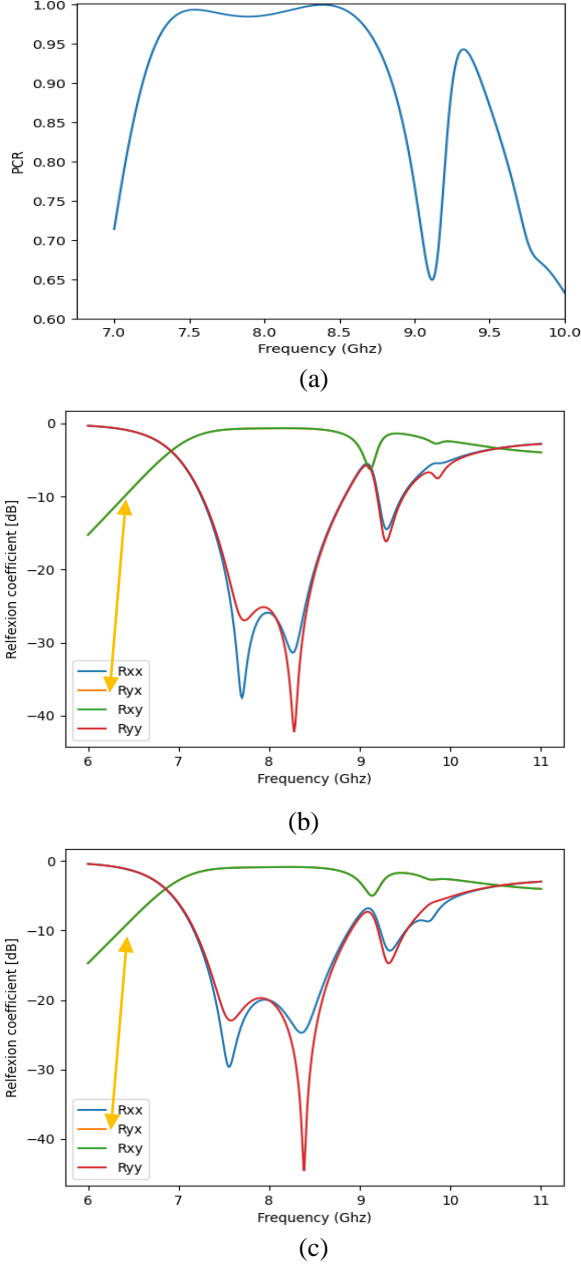 1.00
0.95
0.90
0.85
0.80
0.75
0.70
0.65
0.60
PCR
7.0 7.5 8.0 8.5 9.0 9.5 10.0
Frequency (Ghz)
(a)
0
−10
−20
−30
−40
Relfexion coefficient [dB]
Rxx
Ryx
Rxy
Ryy
6 7 8 9 10 11
Frequency (Ghz)
(b)
0
−10
−20
−30
−40
Relfexion coefficient [dB]
Rxx
Ryx
Rxy
Ryy
6 7 8 9 10 11
Frequency (Ghz)
(c)